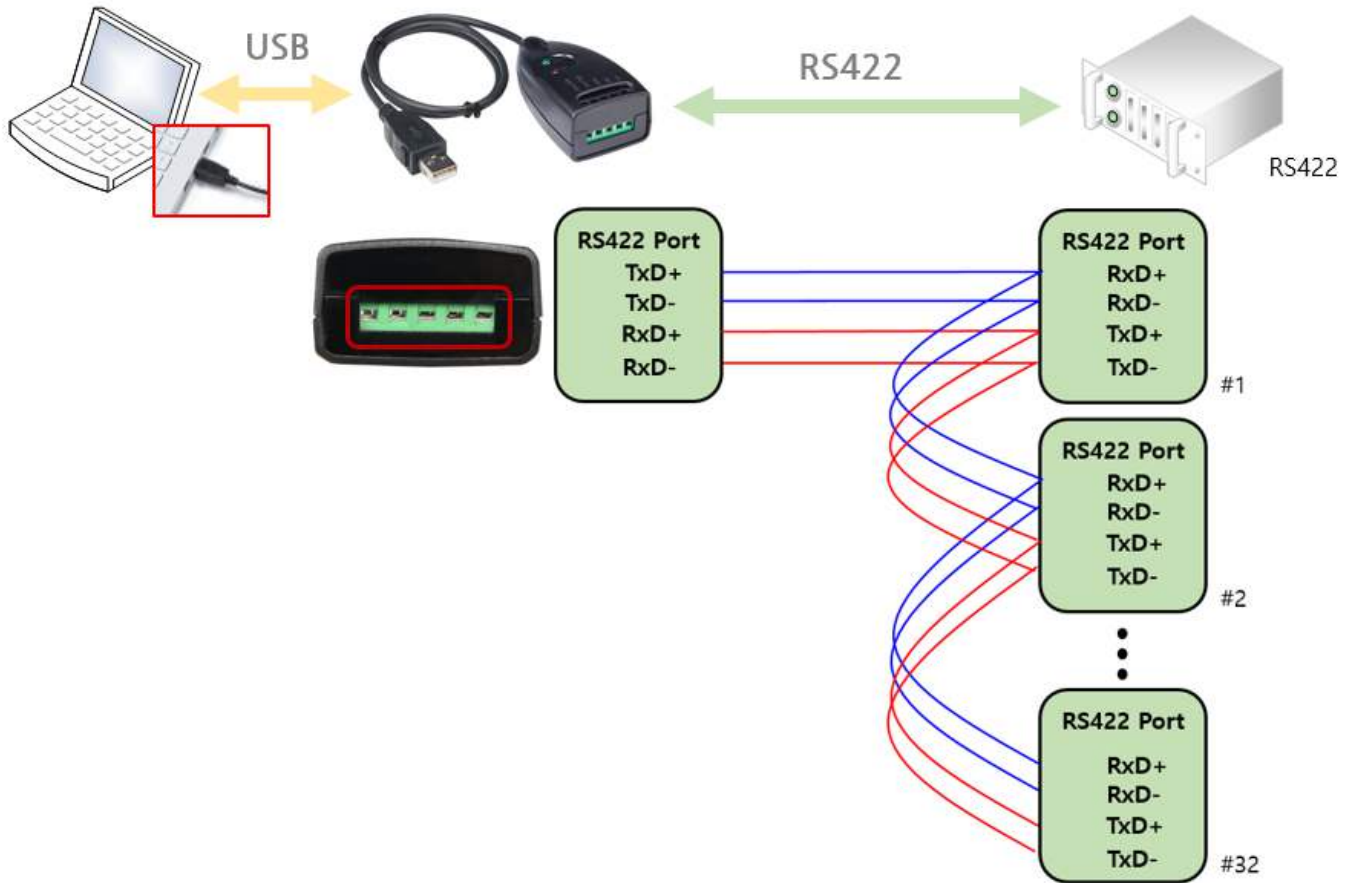 USB
RS422
RS422
RS422 Port
TxD+
TxD-
RxD+
RxD-
RS422 Port
RxD+
RxD-
TxD+
TxD-
#1
RS422 Port
RxD+
RxD-
TxD+
TxD-
#2
RS422 Port
RxD+
RxD-
TxD+
TxD-
#32